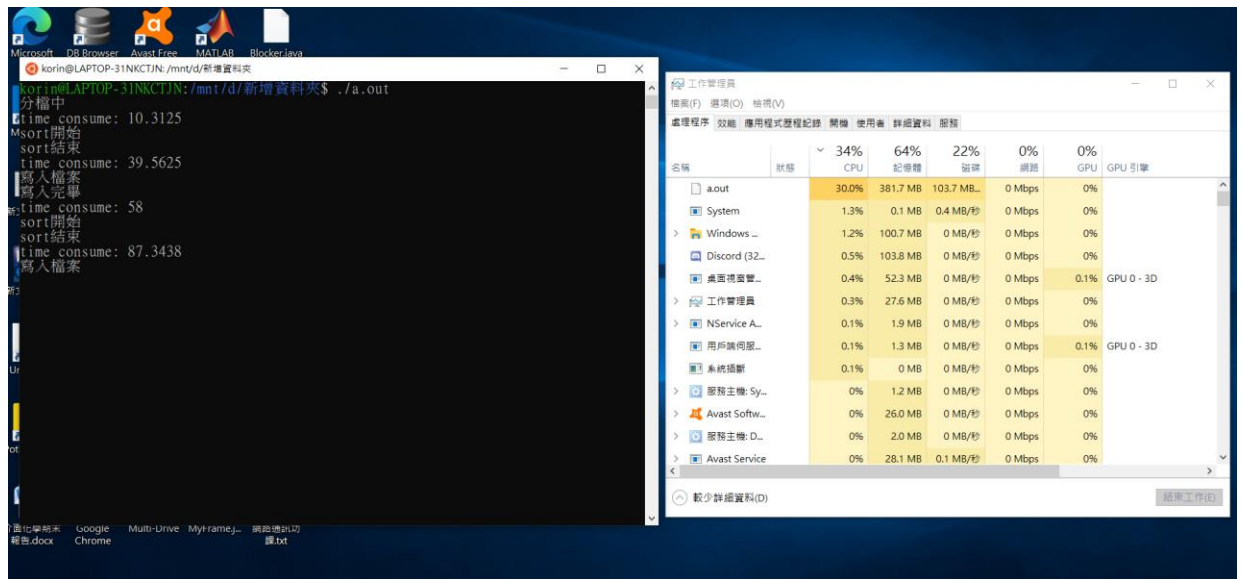 Microsoft
DB Browser
Avast Free
MATLAB
Blocker.java
korin@LAPTOP-31NKCTJN: /mnt/d/新增資料夾
korin@LAPTOP-31NKCTJN:/mnt/d/新增資料夾$ ./a.out
分檔中
time consume: 10.3125
sort開始
sort結束
time consume: 39.5625
寫入檔案
寫入完畢
time consume: 58
sort開始
sort結束
time consume: 87.3438
寫入檔案
工作管理員
檔案(F) 選項(O) 檢視(V)
處理程序 效能 應用程式歷程記錄 開機 使用者 詳細資料 服務
34% 64% 22% 0% 0%
名稱 狀態 CPU 記憶體 磁碟 網路 GPU GPU 引擎
a.out 30.0% 381.7 MB 103.7 MB...
0 Mbps 0%
System 1.3% 0.1 MB 0.4 MB/秒 0 Mbps 0%
Windows ... 1.2% 100.7 MB 0 MB/秒 0 Mbps 0%
Discord (32... 0.5% 103.8 MB 0 MB/秒 0 Mbps 0%
桌面視窗管... 0.4% 52.3 MB 0 MB/秒 0 Mbps 0.1% GPU 0 - 3D
工作管理員 0.3% 27.6 MB 0 MB/秒 0 Mbps 0%
NService A... 0.1% 1.9 MB 0 MB/秒 0 Mbps 0%
用戶端伺服... 0.1% 1.3 MB 0 MB/秒 0 Mbps 0.1% GPU 0 - 3D
系統插斷 0.1% 0 MB 0 MB/秒 0 Mbps 0%
服務主機: Sy... 0% 1.2 MB 0 MB/秒 0 Mbps 0%
Avast Softw... 0% 26.0 MB 0 MB/秒 0 Mbps 0%
服務主機: D... 0% 2.0 MB 0 MB/秒 0 Mbps 0%
Avast Service 0% 28.1 MB 0.1 MB/秒 0 Mbps 0%
較少詳細資料(D)
結束工作(E)
報告.docx
Google Chrome
Multi-Drive
MyFrame.j...
課.txt